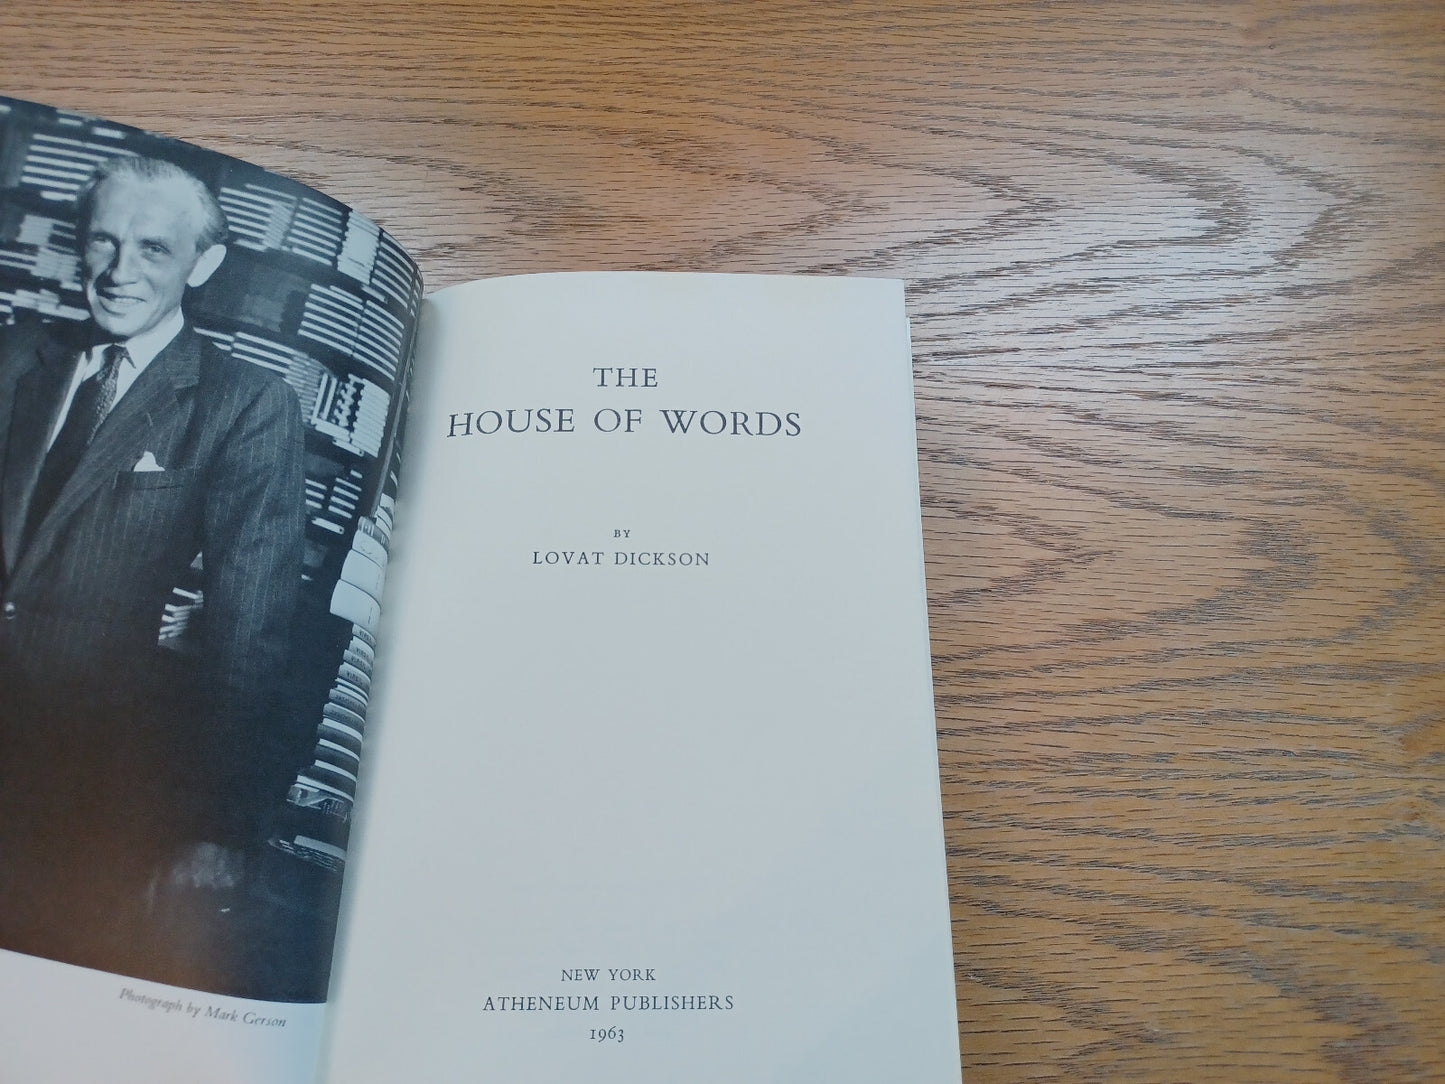 Photograph by Mark Gerson
THE
HOUSE OF WORDS
BY
LOVAT DICKSON
NEW YORK
ATHENEUM PUBLISHERS
1963